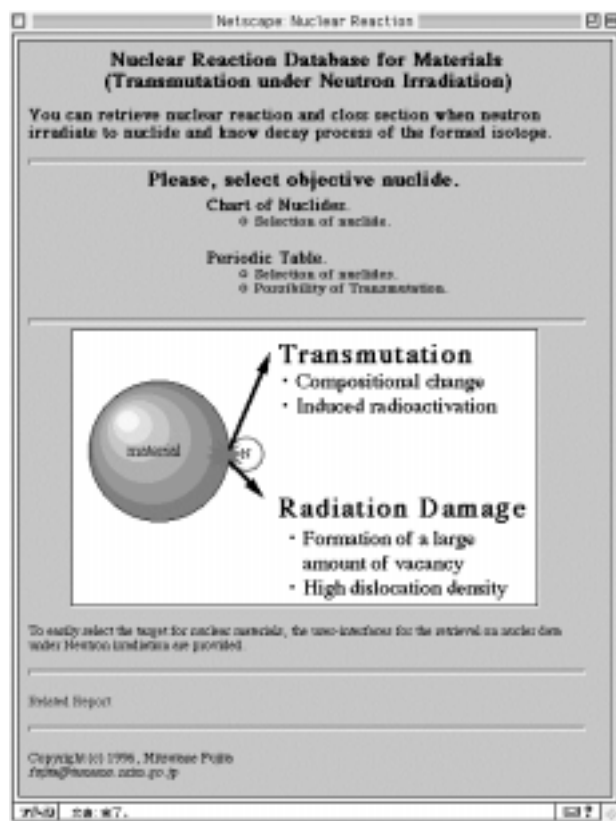 Netscape: Nuclear Reaction
Nuclear Reaction Database for Materials
(Transmutation under Neutron Irradiation)
You can retrieve nuclear reaction and closs section when neutron
irradiate to nuclide and know decay process of the formed isotope.
Please, select objective nuclide.
Chart of Nuclides.
Selection of nuclide.
Periodic Table.
Selection of nuclides.
Possibility of Transmutation.
Transmutation
・Compositional change
・Induced radioactivation
material
Radiation Damage
・Formation of a large
amount of vacancy
・High dislocation density
To easily select the target for nuclear materials, the user-interfaces for the retrieval on data
under Neutron irradiation are provided.
Related Report
Copyright (c) 1996, Fujita